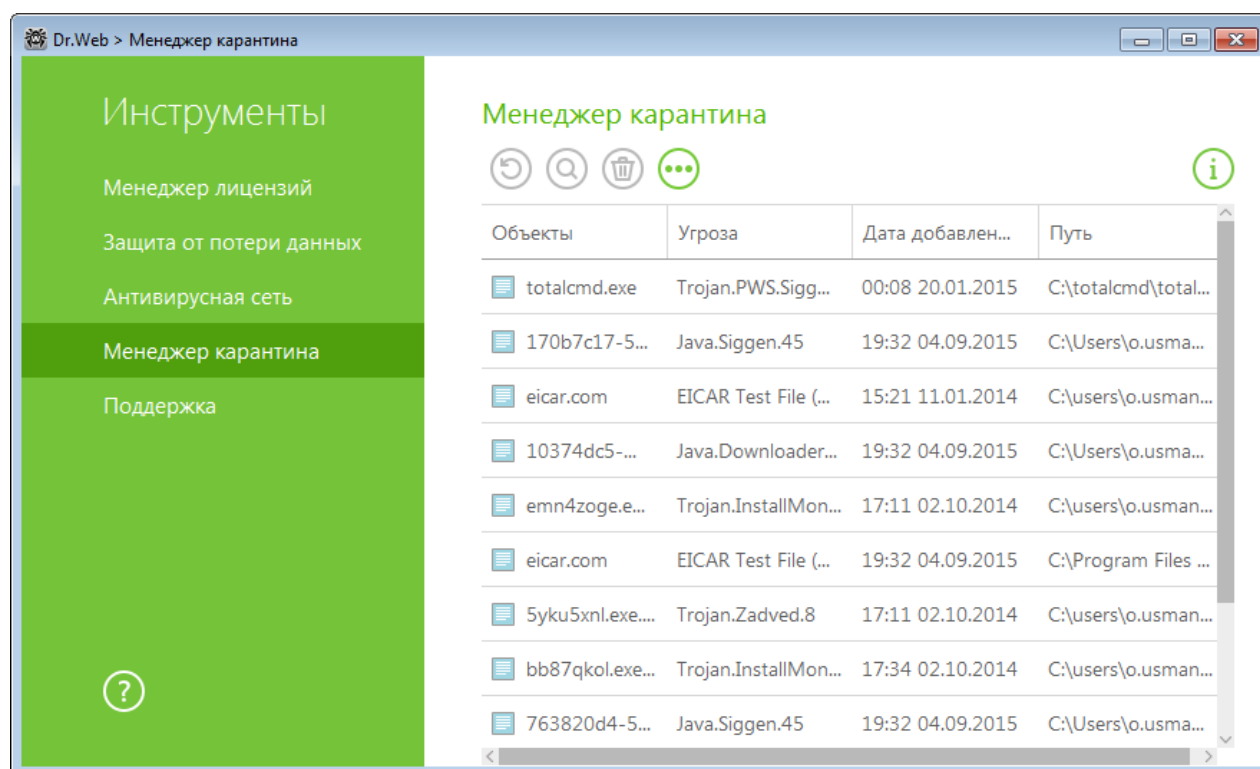 Dr.Web > Менеджер карантина
Инструменты
Менеджер лицензий
Защита от потери данных
Антивирусная сеть
Менеджер карантина
Поддержка
?
Менеджер карантина
i
Объекты Угроза Дата добавлен... Путь
totalcmd.exe Trojan.PWS.Sigg... 00:08 20.01.2015 C:\totalcmd\total...
170b7c17-5... Java.Siggen.45 19:32 04.09.2015 C:\Users\o.usma...
eicar.com EICAR Test File (... 15:21 11.01.2014 C:\users\o.usman...
10374dc5-... Java.Downloader... 19:32 04.09.2015 C:\Users\o.usma...
emn4zoge.e... Trojan.InstallMon... 17:11 02.10.2014 C:\users\o.usman...
eicar.com EICAR Test File (... 19:32 04.09.2015 C:\Program Files ...
5yku5xnl.exe.... Trojan.Zadved.8 17:11 02.10.2014 C:\users\o.usman...
bb87qkol.exe... Trojan.InstallMon... 17:34 02.10.2014 C:\users\o.usman...
763820d4-5... Java.Siggen.45 19:32 04.09.2015 C:\Users\o.usma...